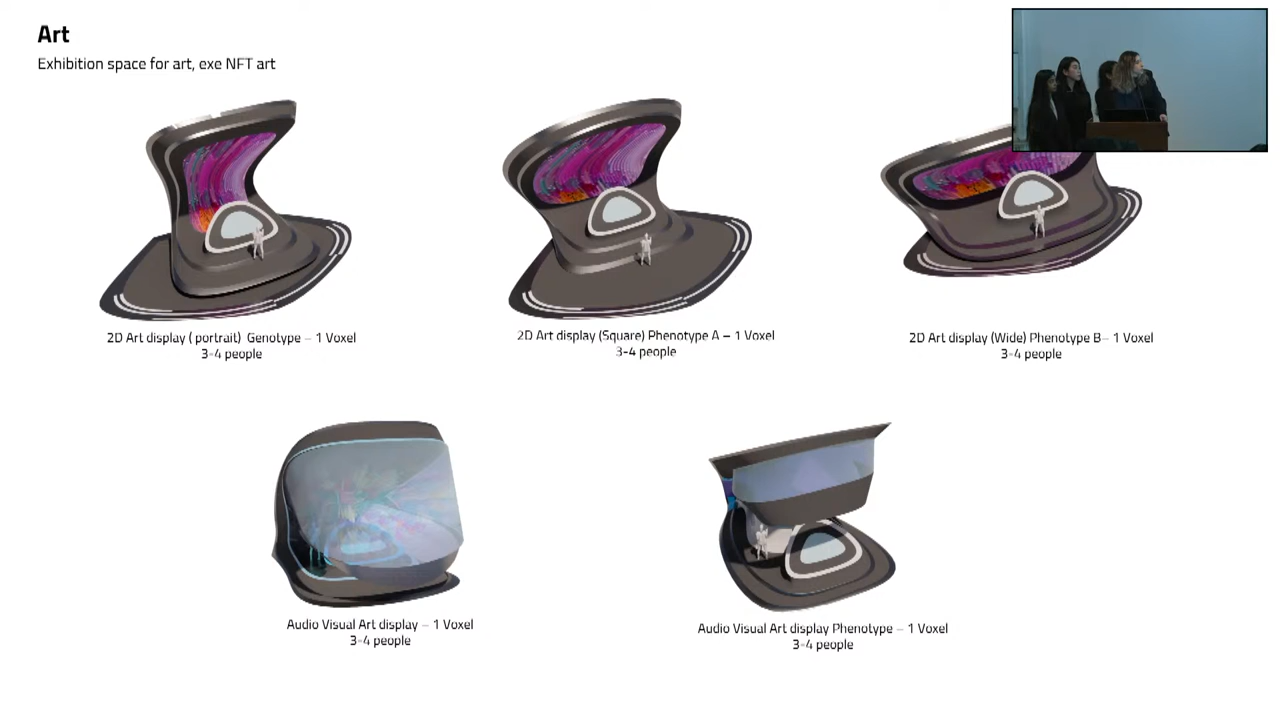 Art
Exhibition space for art, exe NFT art
2D Art display ( portrait) Genotype – 1 Voxel
3-4 people
2D Art display (Square) Phenotype A – 1 Voxel
3-4 people
2D Art display (Wide) Phenotype B– 1 Voxel
3-4 people
Audio Visual Art display – 1 Voxel
3-4 people
Audio Visual Art display Phenotype – 1 Voxel
3-4 people